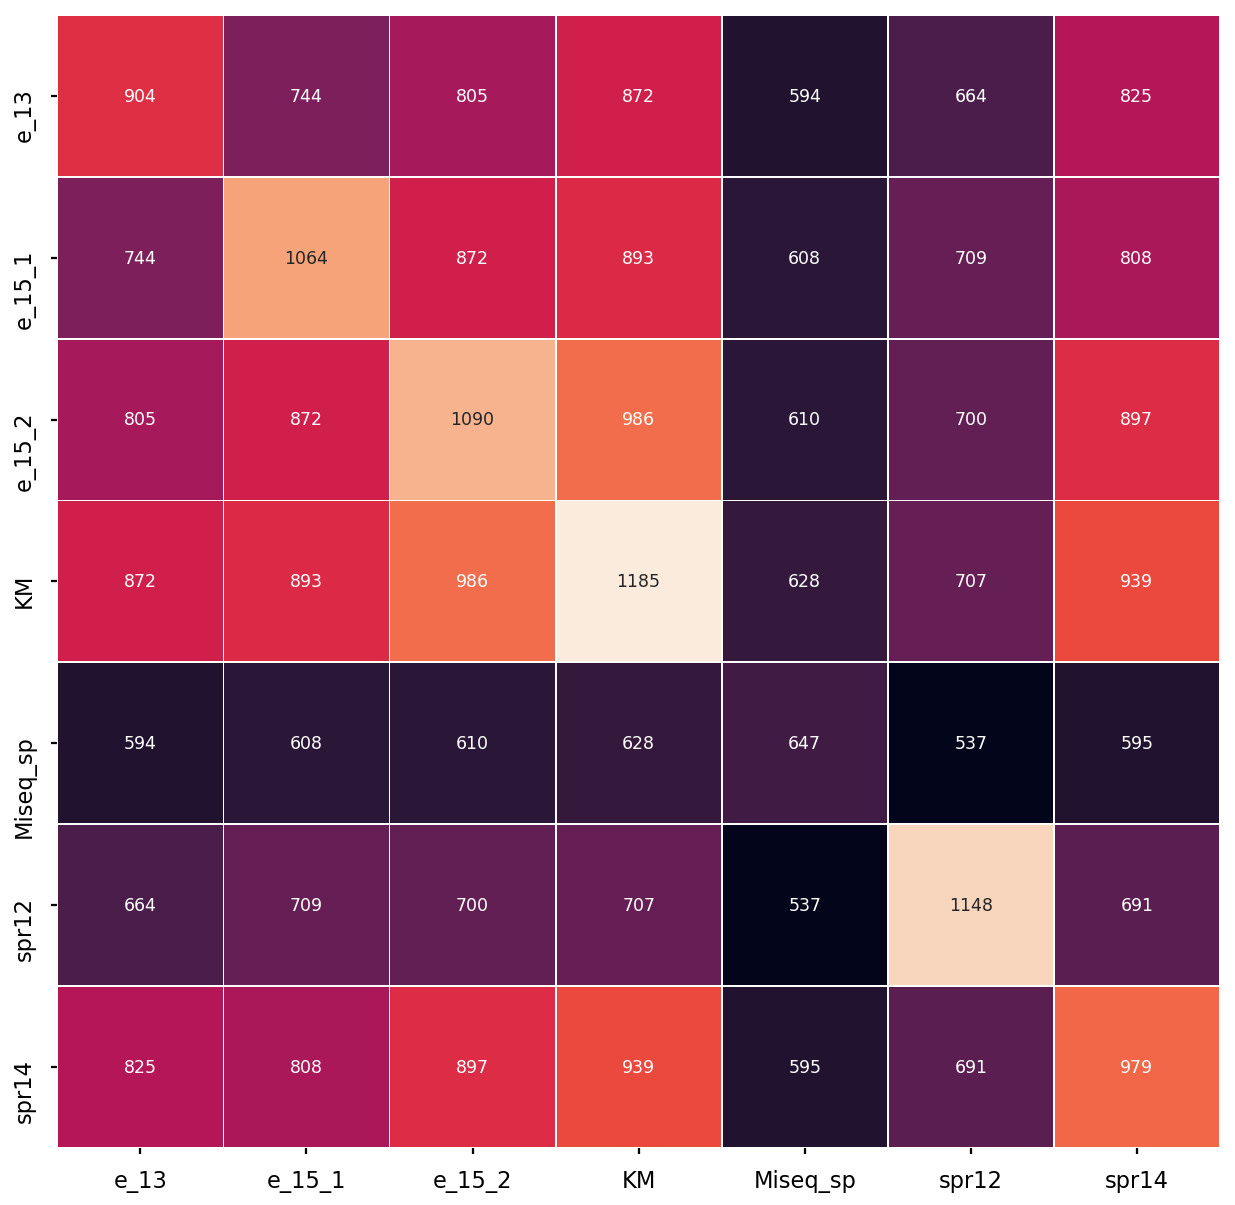 e_13 904 744 805 872 594 664 825
e_15_1 744 1064 872 893 608 709 808
e_15_2 805 872 1090 986 610 700 897
KM 872 893 986 1185 628 707 939
Miseq_sp 594 608 610 628 647 537 595
spr12 664 709 700 707 537 1148 691
spr14 825 808 897 939 595 691 979
e_13 e_15_1 e_15_2 KM Miseq_sp spr12 spr14